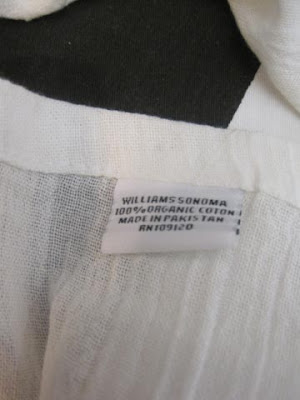 WILLIAMS SONOMA
100% ORGANIC COTON
MADE IN PAKISTAN
RN109120